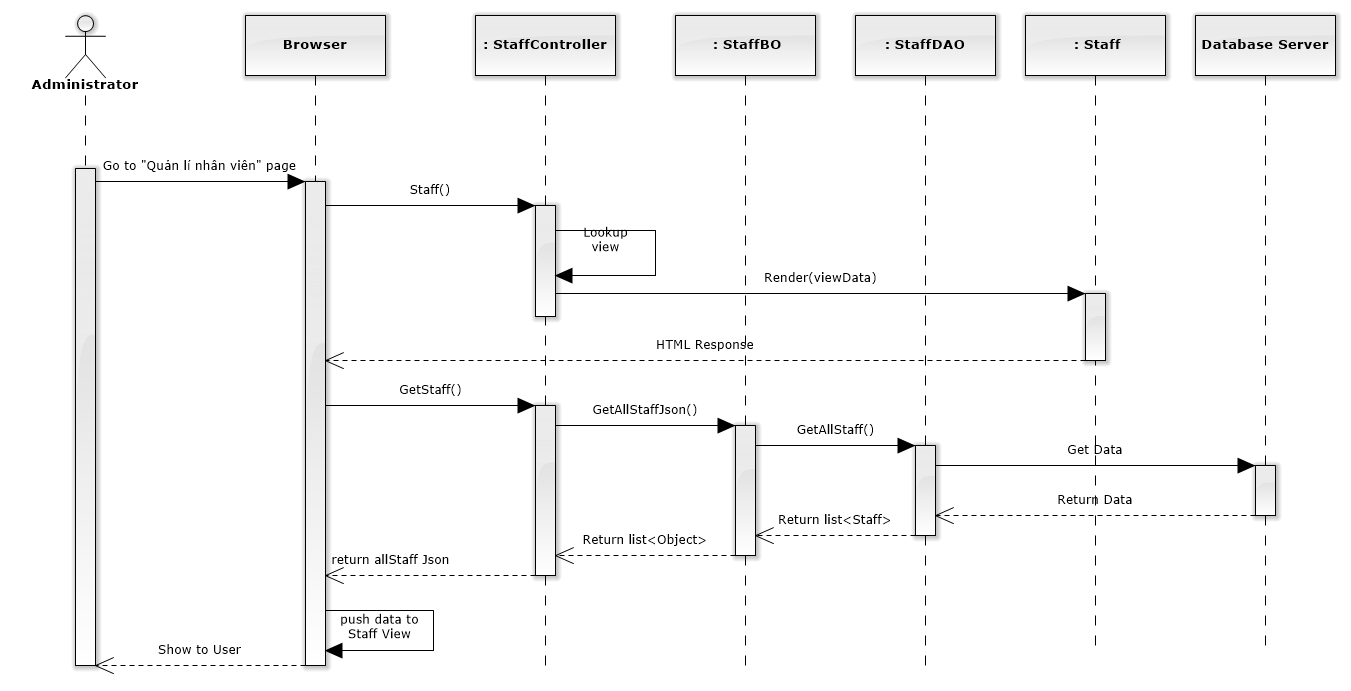 Administrator
Browser
: StaffController
: StaffBO
: StaffDAO
: Staff
Database Server
Go to "Quản lí nhân viên" page
Staff()
Lookup
view
Render(viewData)
HTML Response
GetStaff()
GetAllStaffJson()
GetAllStaff()
Get Data
Return Data
Return list<Staff>
Return list<Object>
return allStaff Json
push data to
Staff View
Show to User